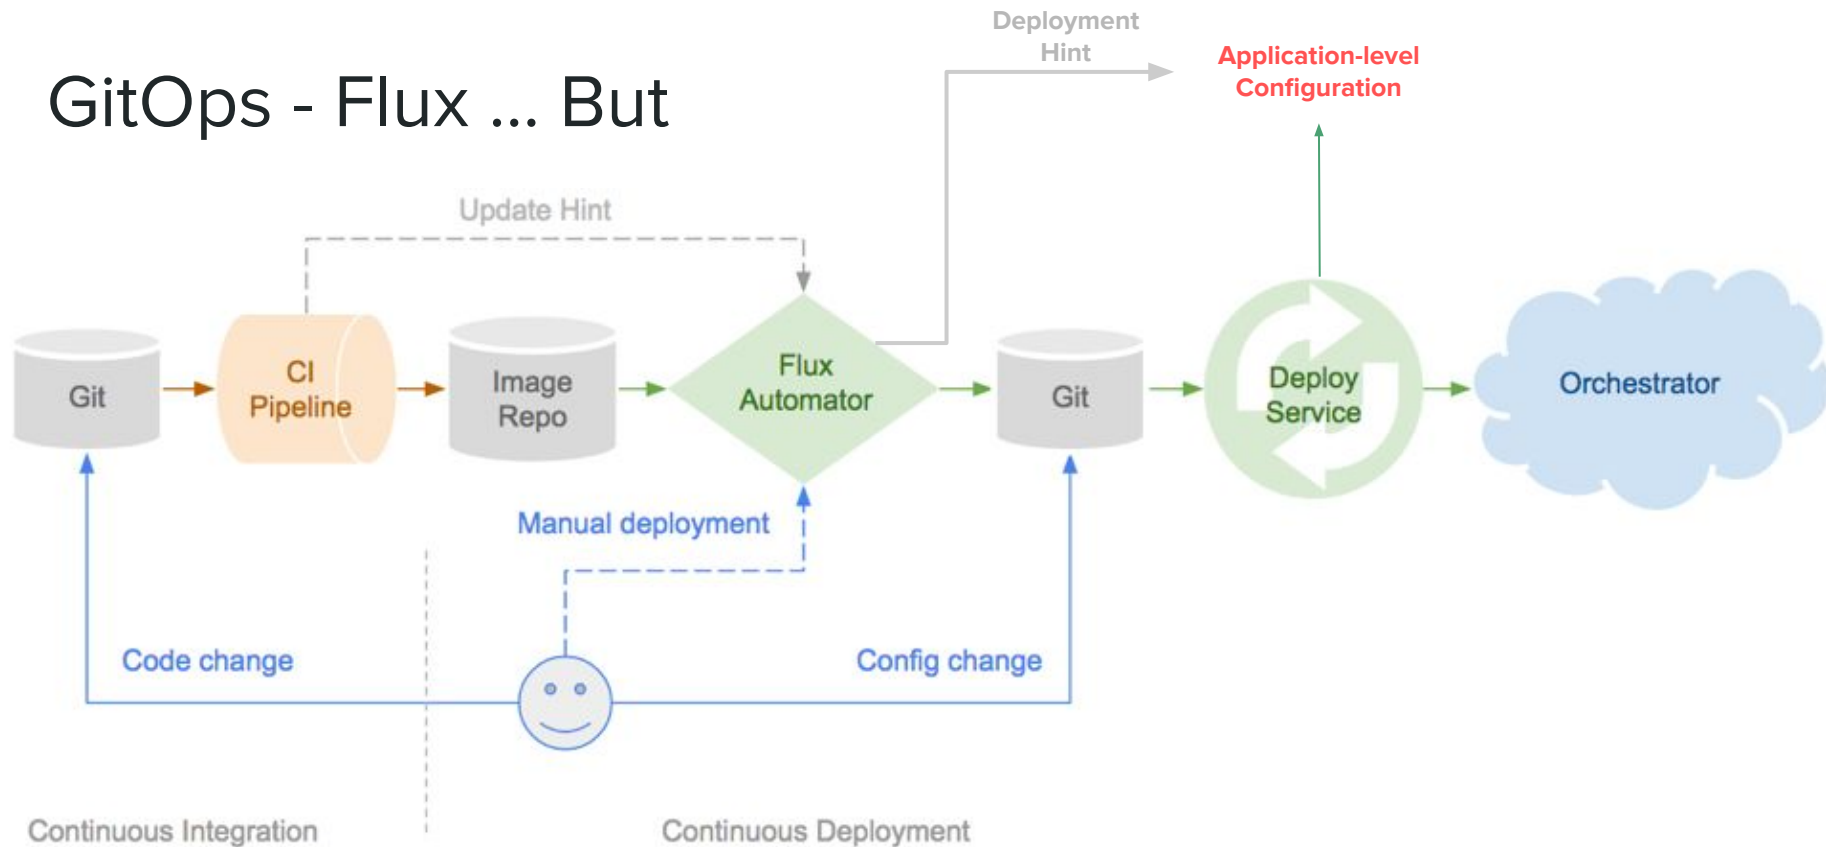 Deployment
Hint
Application-level
Configuration
GitOps - Flux ... But
Update Hint
Git
CI
Pipeline
Image
Repo
Flux
Automator
Git
Deploy
Service
Orchestrator
Manual deployment
Code change
Config change
Continuous Integration
Continuous Deployment